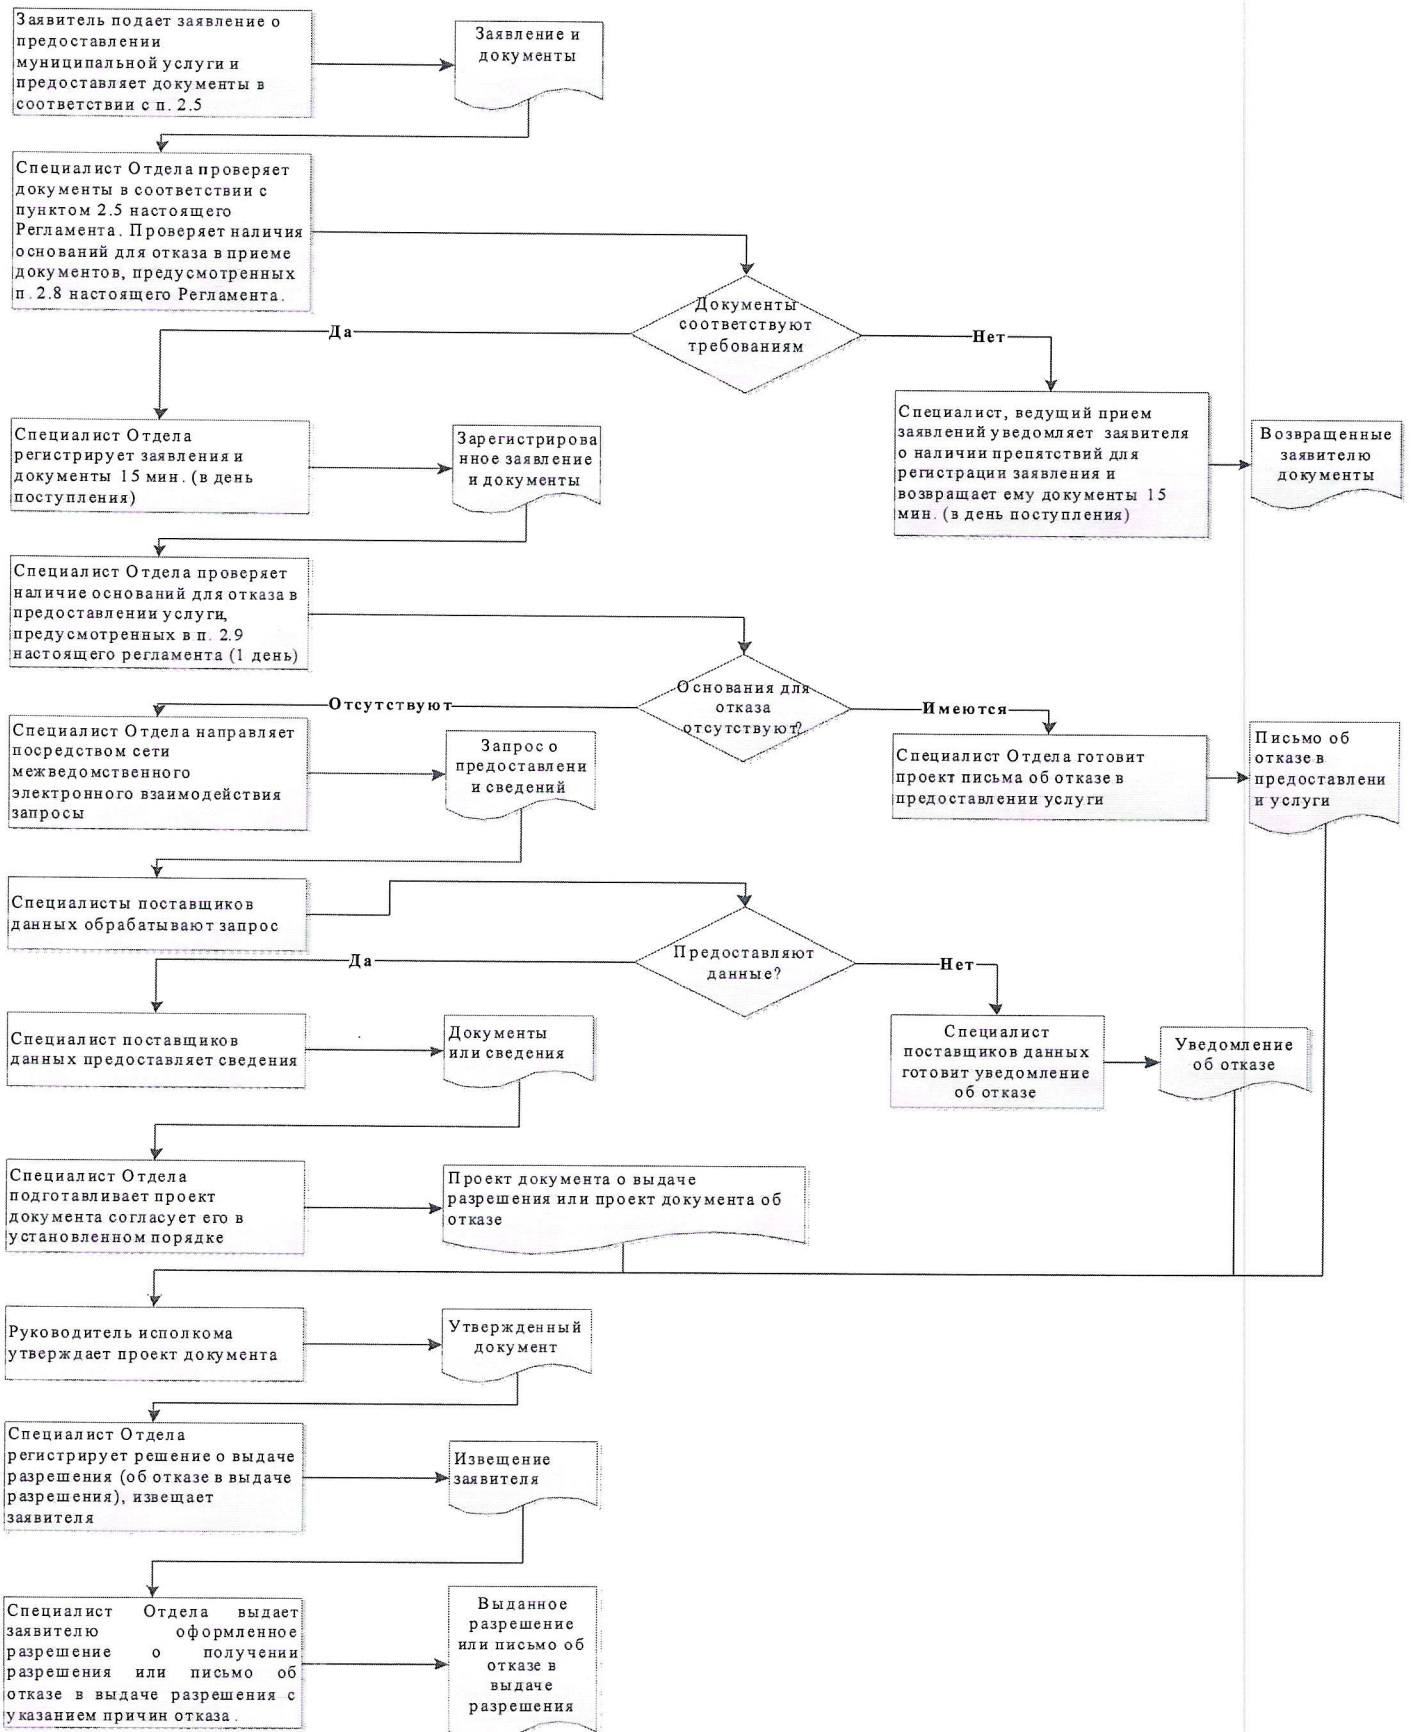 Заявитель подает заявление о
предоставлении
муниципальной услуги и
предоставляет документы в
соответствии с п. 2.5
Заявление и
документы
Специалист Отдела проверяет
документы в соответствии с
пунктом 2.5 настоящего
Регламента. Проверяет наличия
оснований для отказа в приеме
документов, предусмотренных
п. 2.8 настоящего Регламента.
Документы
соответствуют
требованиям
Да
Нет
Специалист Отдела
регистрирует заявления и
документы 15 мин. (в день
поступления)
Зарегистрирова
нное заявление
и документы
Специалист, ведущий прием
заявлений уведомляет заявителя
о наличии препятствий для
регистрации заявления и
возвращает ему документы 15
мин. (в день поступления)
Возвращенные
заявителю
документы
Специалист Отдела проверяет
наличие оснований для отказа в
предоставлении услуги,
предусмотренных в п. 2.9
настоящего регламента (1 день)
Основания для
отказа
отсутствуют?
Отсутствуют
Имеются
Специалист Отдела направляет
посредством сети
межведомственного
электронного взаимодействия
запросы
Запрос о
предоставлени
и сведений
Специалист Отдела готовит
проект письма об отказе в
предоставлении услуги
Письмо об
отказе в
предоставлени
и услуги
Специалисты поставщиков
данных обрабатывают запрос
Предоставляют
данные?
Да
Нет
Специалист поставщиков
данных предоставляет сведения
Документы
или сведения
Специалист
поставщиков данных
готовит уведомление
об отказе
Уведомление
об отказе
Специалист Отдела
подготавливает проект
документа согласует его в
установленном порядке
Проект документа о выдаче
разрешения или проект документа об
отказе
Руководитель исполкома
утверждает проект документа
Утвержденный
документ
Специалист Отдела
регистрирует решение о выдаче
разрешения (об отказе в выдаче
разрешения), извещает
заявителя
Извещение
заявителя
Специалист Отдела выдает
заявителю оформленное
разрешение о получении
разрешения или письмо об
отказе в выдаче разрешения с
указанием причин отказа.
Выданное
разрешение
или письмо об
отказе в
выдаче
разрешения